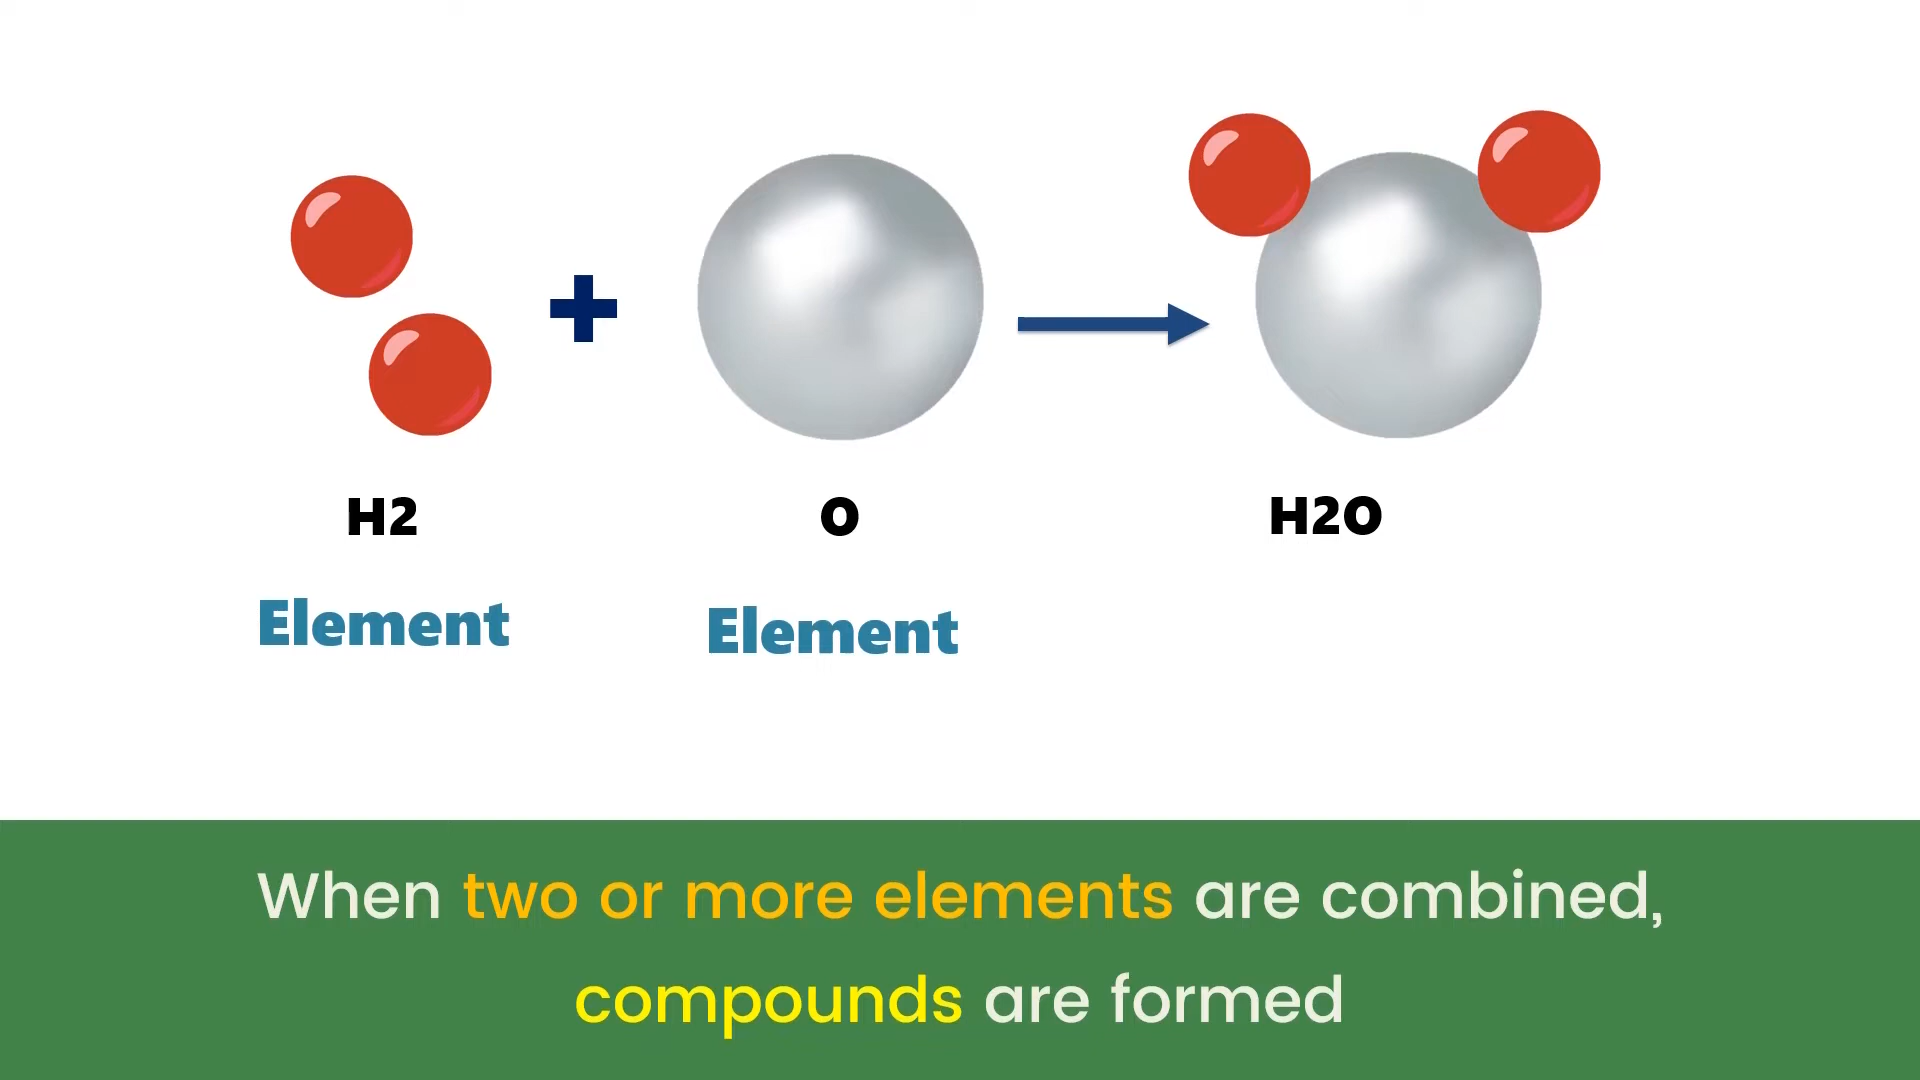 H2
O
H2O
Element
Element
When two or more elements are combined,
compounds are formed